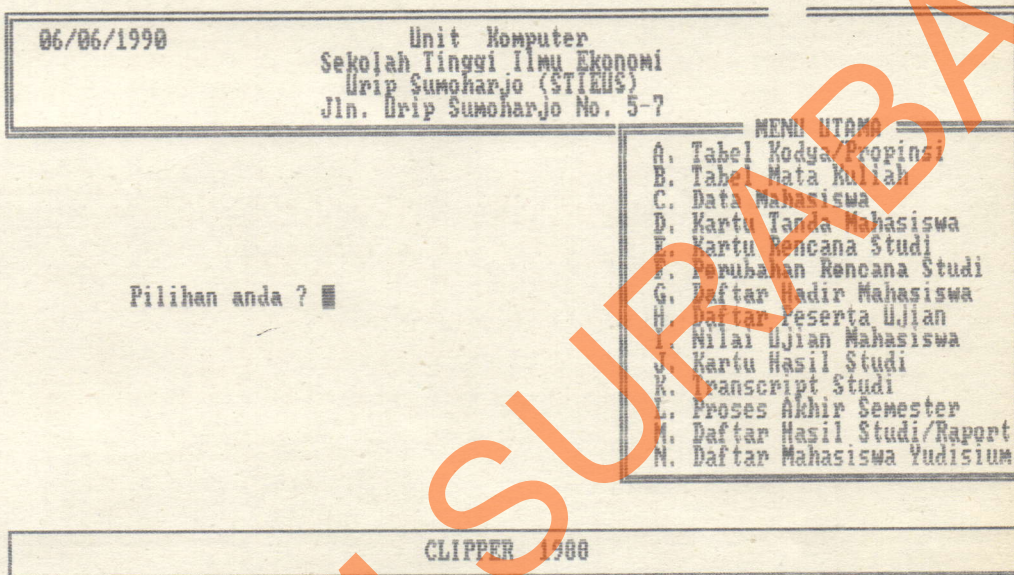 06/06/1990
Unit Komputer
Sekolah Tinggi Ilmu Ekonomi
Urip Sumoharjo (STIEUS)
Jln. Urip Sumoharjo No. 5-7
MENU UTAMA
A. Tabel Kodya/Propinsi
B. Tabel Mata Kuliah
C. Data Mahasiswa
D. Kartu Tanda Mahasiswa
E. Kartu Rencana Studi
F. Perubahan Rencana Studi
G. Daftar Hadir Mahasiswa
H. Daftar Peserta Ujian
I. Nilai Ujian Mahasiswa
J. Kartu Hasil Studi
K. Transcript Studi
L. Proses Akhir Semester
M. Daftar Hasil Studi/Raport
N. Daftar Mahasiswa Yudisium
Pilihan anda ?
CLIPPER 1988
SURABA